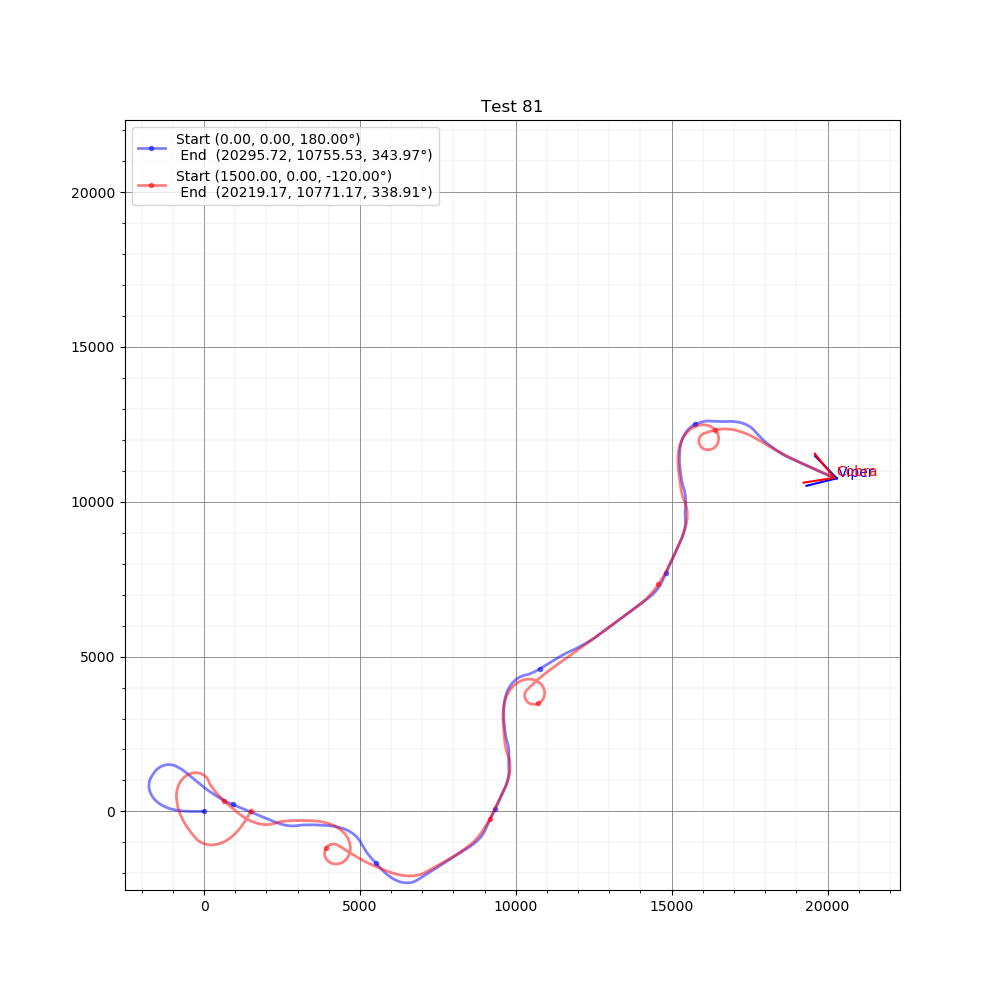 Test 81
Start (0.00, 0.00, 180.00°)
End  (20295.72, 10755.53, 343.97°)
Start (1500.00, 0.00, -120.00°)
End  (20219.17, 10771.17, 338.91°)
20000
15000
10000
5000
0
Cobra
Viper
0
5000
10000
15000
20000